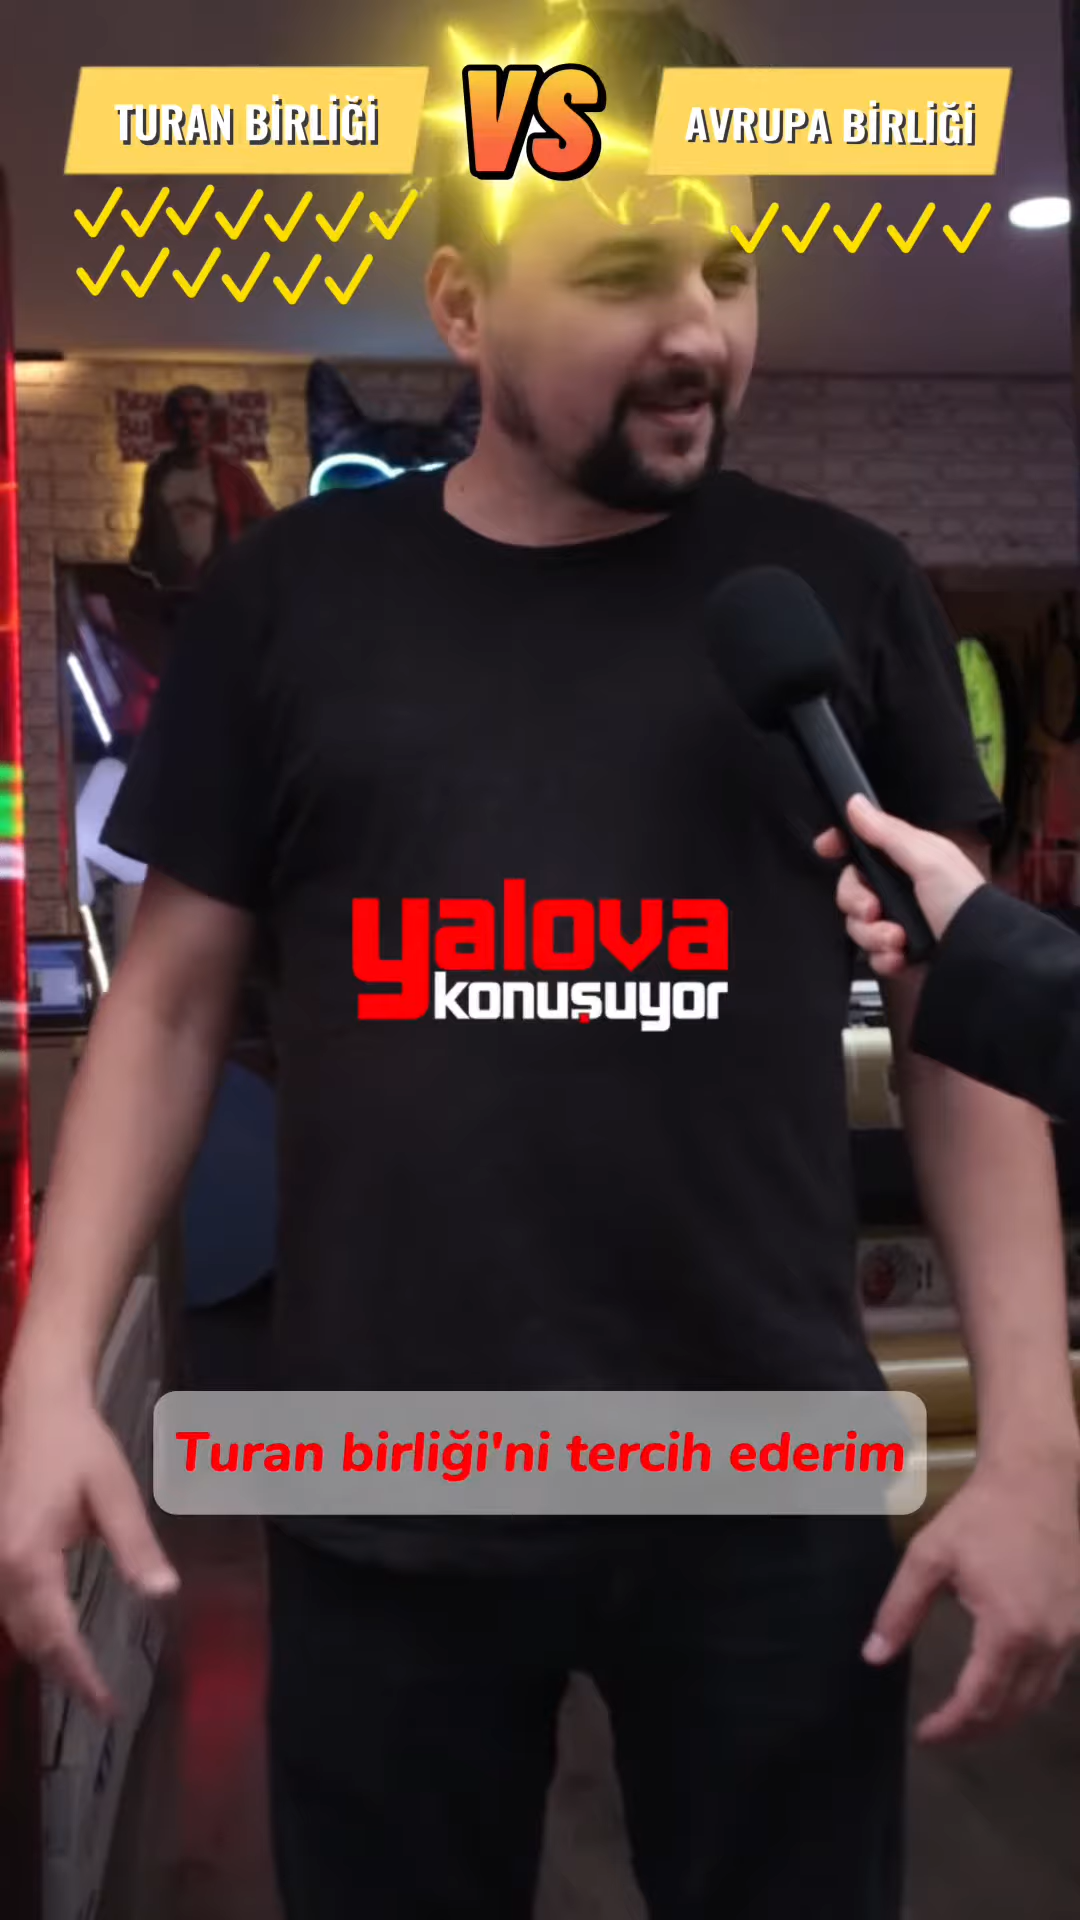 TURAN BİRLİĞİ
VS
AVRUPA BİRLİĞİ
yalova
konuşuyor
Turan birliği'ni tercih ederim